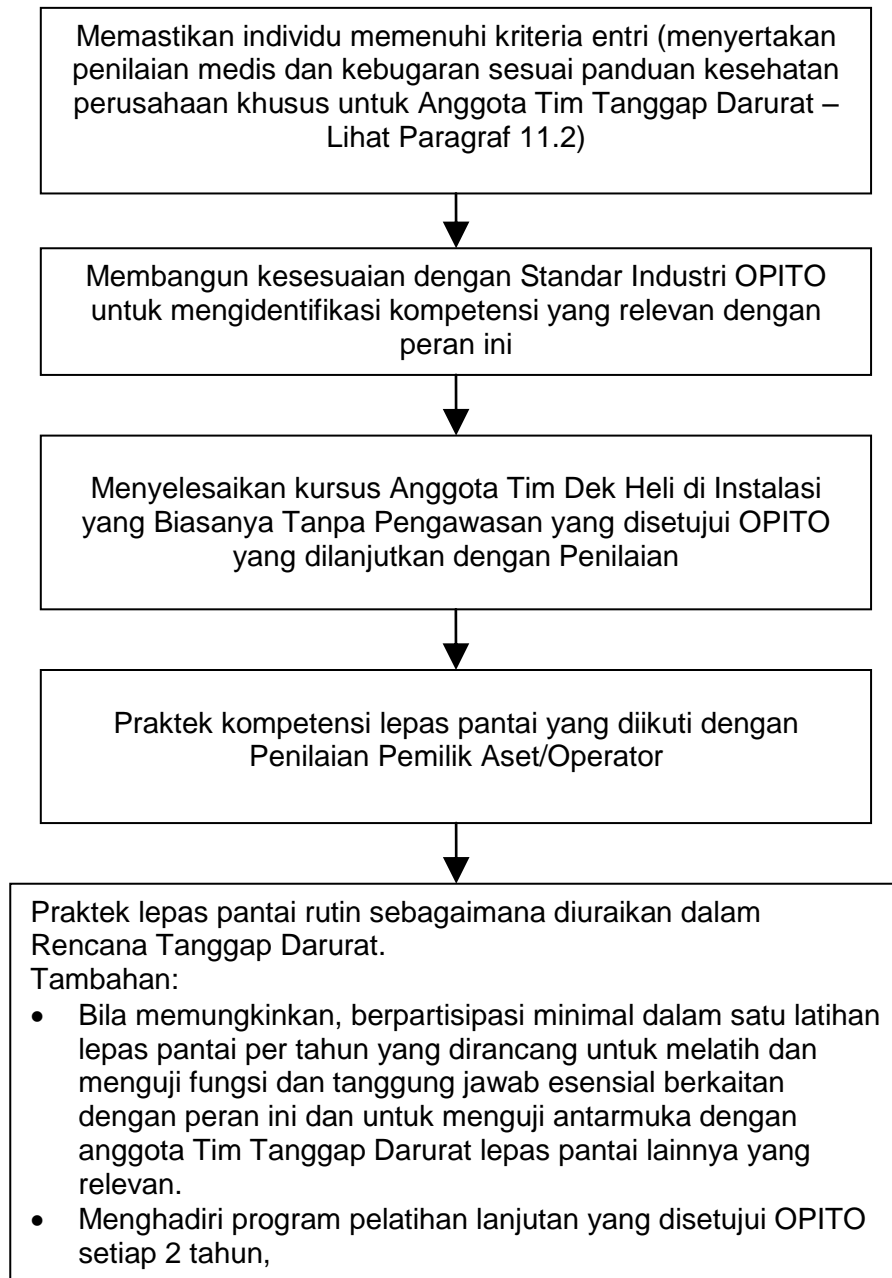 Memastikan individu memenuhi kriteria entri (menyertakan
penilaian medis dan kebugaran sesuai panduan kesehatan
perusahaan khusus untuk Anggota Tim Tanggap Darurat –
Lihat Paragraf 11.2)
Membangun kesesuaian dengan Standar Industri OPITO
untuk mengidentifikasi kompetensi yang relevan dengan
peran ini
Menyelesaikan kursus Anggota Tim Dek Heli di Instalasi
yang Biasanya Tanpa Pengawasan yang disetujui OPITO
yang dilanjutkan dengan Penilaian
Praktek kompetensi lepas pantai yang diikuti dengan
Penilaian Pemilik Aset/Operator
Praktek lepas pantai rutin sebagaimana diuraikan dalam
Rencana Tanggap Darurat.
Tambahan:
• Bila memungkinkan, berpartisipasi minimal dalam satu latihan
lepas pantai per tahun yang dirancang untuk melatih dan
menguji fungsi dan tanggung jawab esensial berkaitan
dengan peran ini dan untuk menguji antarmuka dengan
anggota Tim Tanggap Darurat lepas pantai lainnya yang
relevan.
• Menghadiri program pelatihan lanjutan yang disetujui OPITO
setiap 2 tahun,